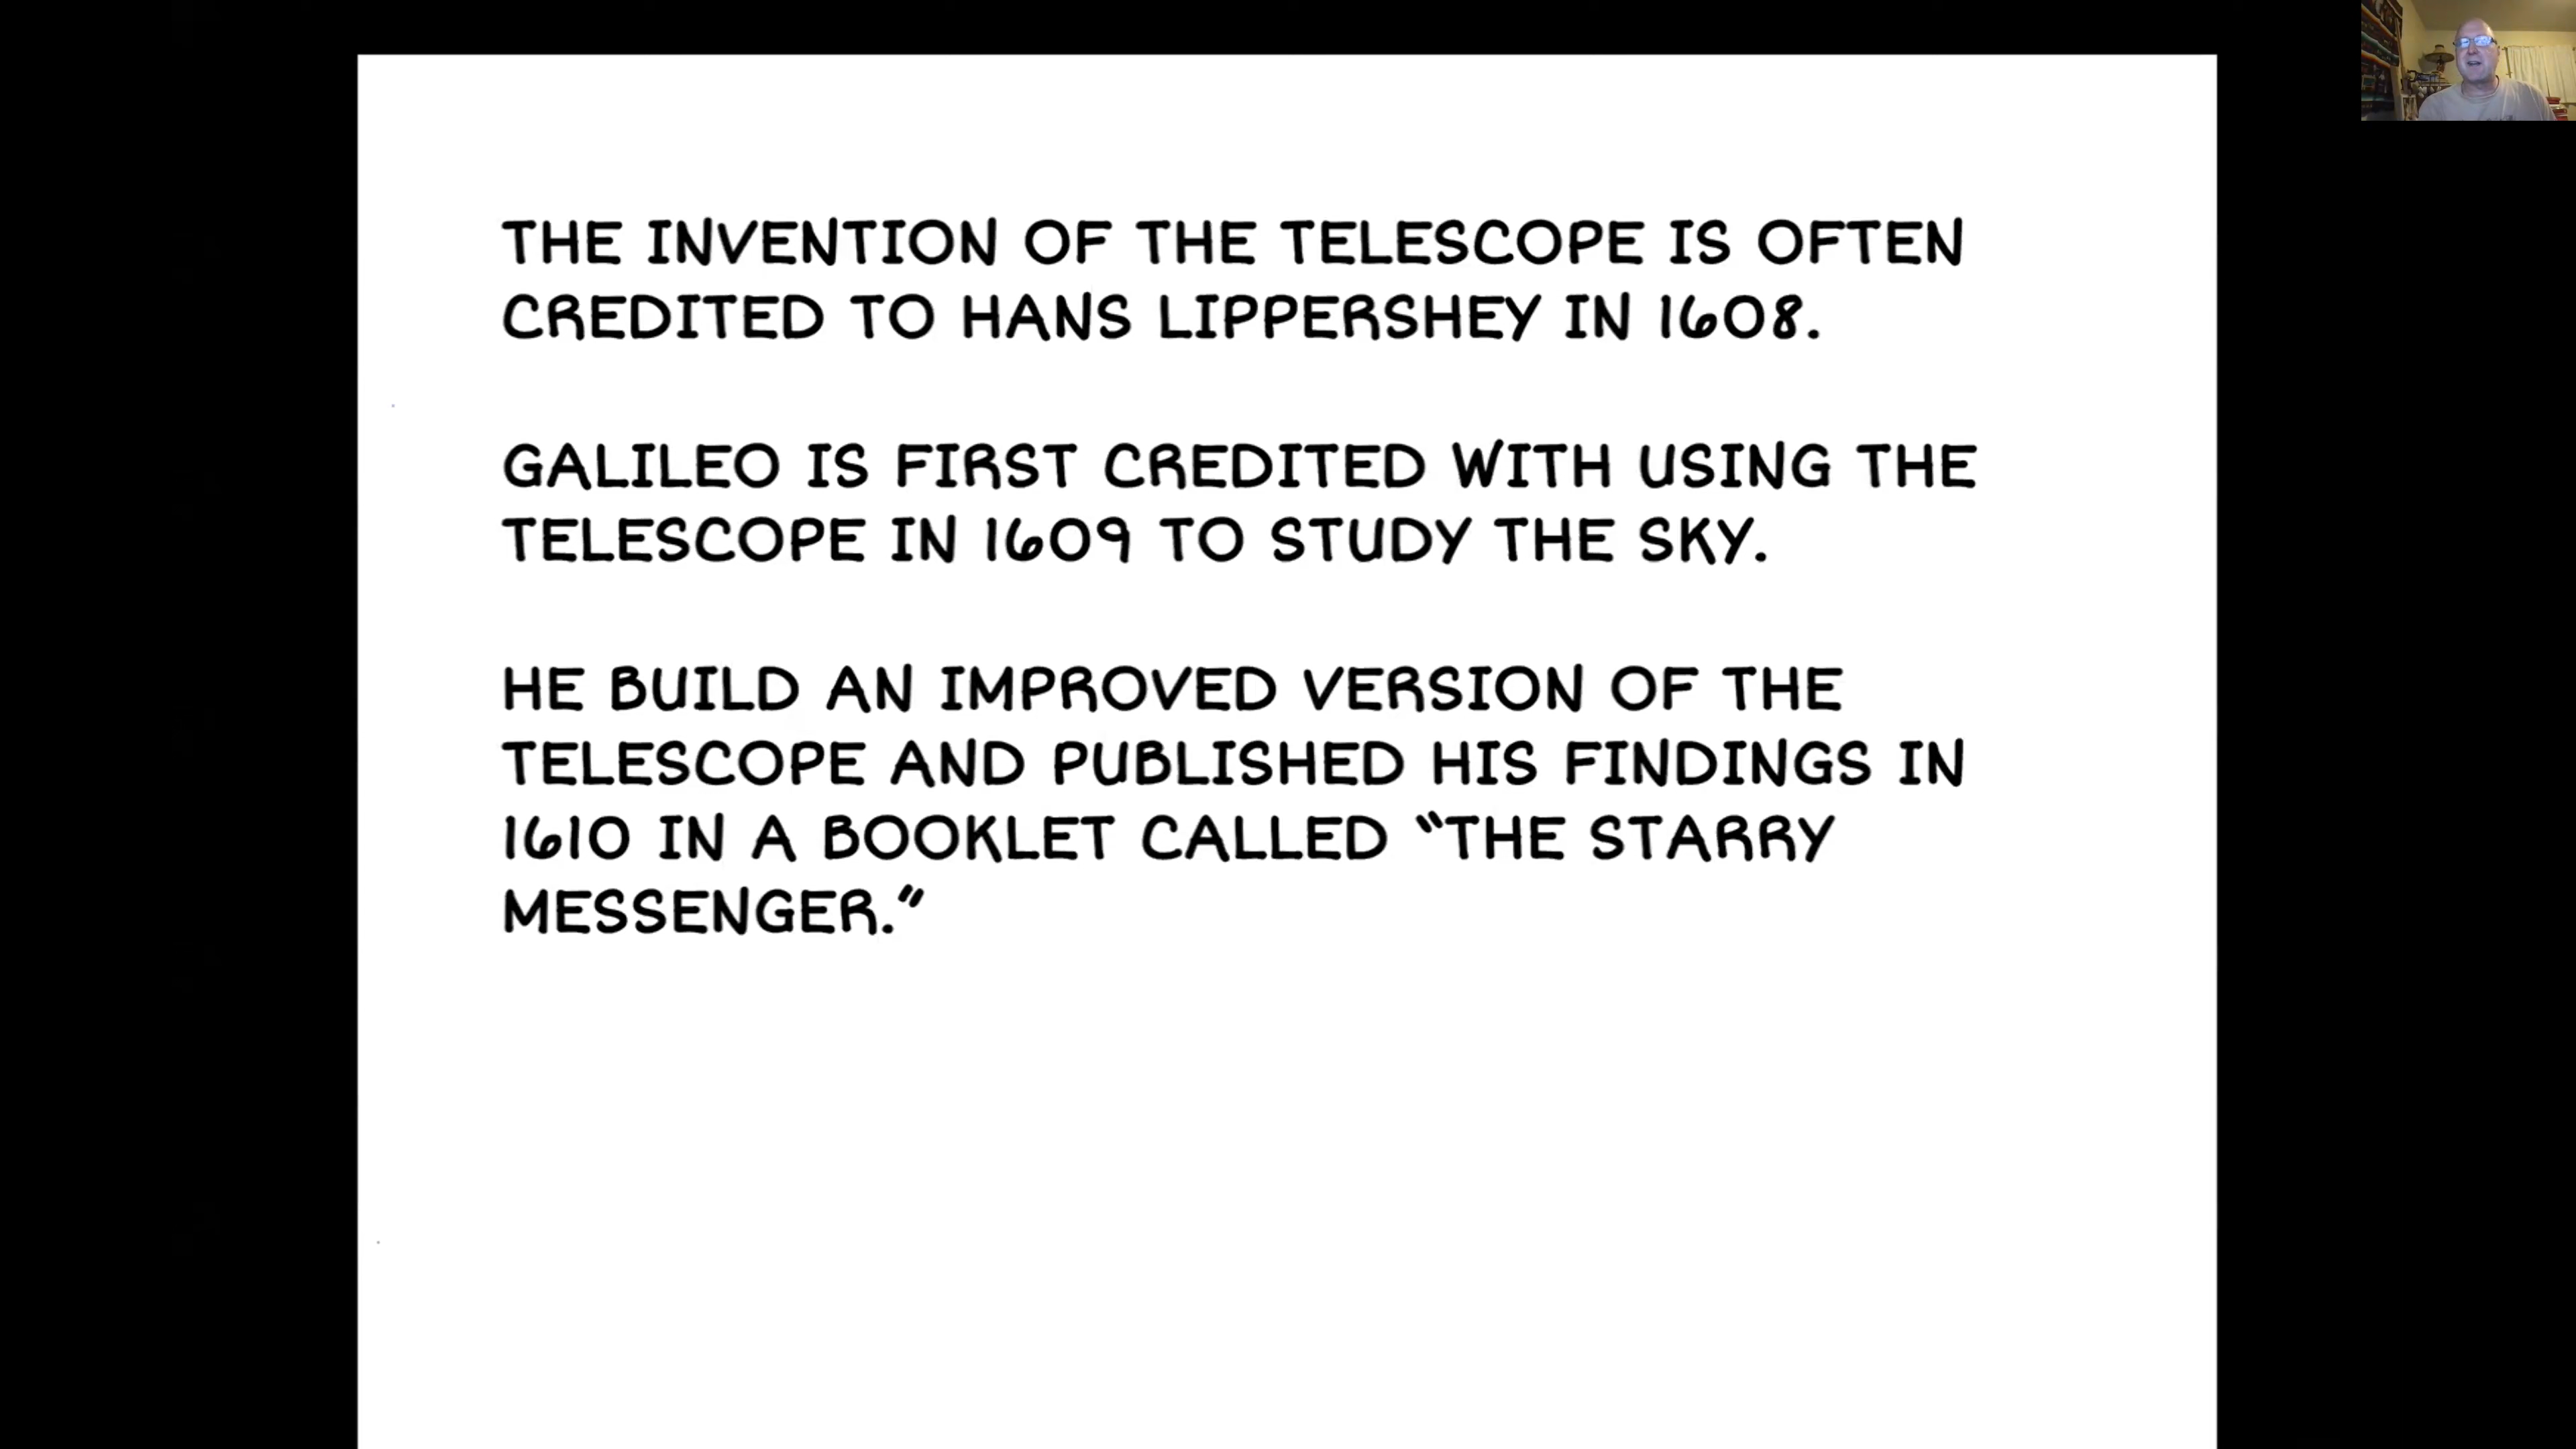 THE INVENTION OF THE TELESCOPE IS OFTEN
CREDITED TO HANS LIPPERSHEY IN 1608.
GALILEO IS FIRST CREDITED WITH USING THE
TELESCOPE IN 1609 TO STUDY THE SKY.
HE BUILD AN IMPROVED VERSION OF THE
TELESCOPE AND PUBLISHED HIS FINDINGS IN
1610 IN A BOOKLET CALLED “THE STARRY
MESSENGER.”